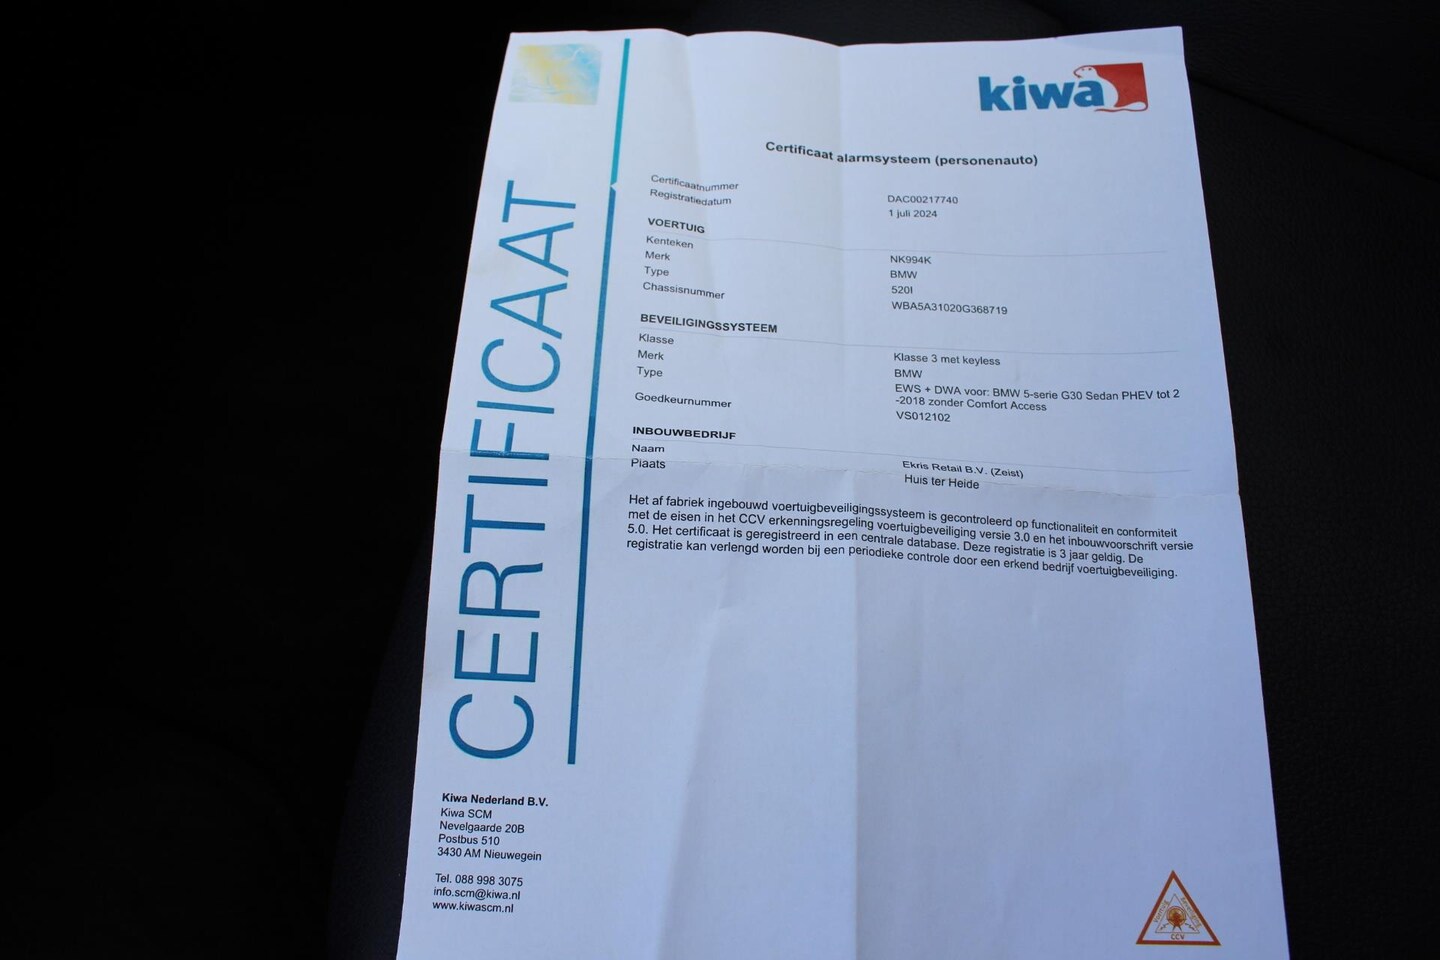 kiwa
CERTIFICAAT
Certificaat alarmsysteem (personenauto)
Certificaatnummer DAC00217740
Registratiedatum 1 juli 2024
VOERTUIG
Kenteken NK994K
Merk BMW
Type 520I
Chassisnummer WBA5A31020G368719
BEVEILIGINGSSYSTEEM
Klasse Klasse 3 met keyless
Merk BMW
Type EWS + DWA voor: BMW 5-serie G30 Sedan PHEV tot 2
-2018 zonder Comfort Access
Goedkeurnummer VS012102
INBOUWBEDRIJF
Naam Ekris Retail B.V. (Zeist)
Plaats Huis ter Heide
Het af fabriek ingebouwd voertuigbeveiligingssysteem is gecontroleerd op functionaliteit en conformiteit
met de eisen in het CCV erkenningsregeling voertuigbeveiliging versie 3.0 en het inbouwvoorschrift versie
5.0. Het certificaat is geregistreerd in een centrale database. Deze registratie is 3 jaar geldig. De
registratie kan verlengd worden bij een periodieke controle door een erkend bedrijf voertuigbeveiliging.
Kiwa Nederland B.V.
Kiwa SCM
Nevelgaarde 20B
Postbus 510
3430 AM Nieuwegein
Tel. 088 998 3075
info.scm@kiwa.nl
www.kiwascm.nl
CCV